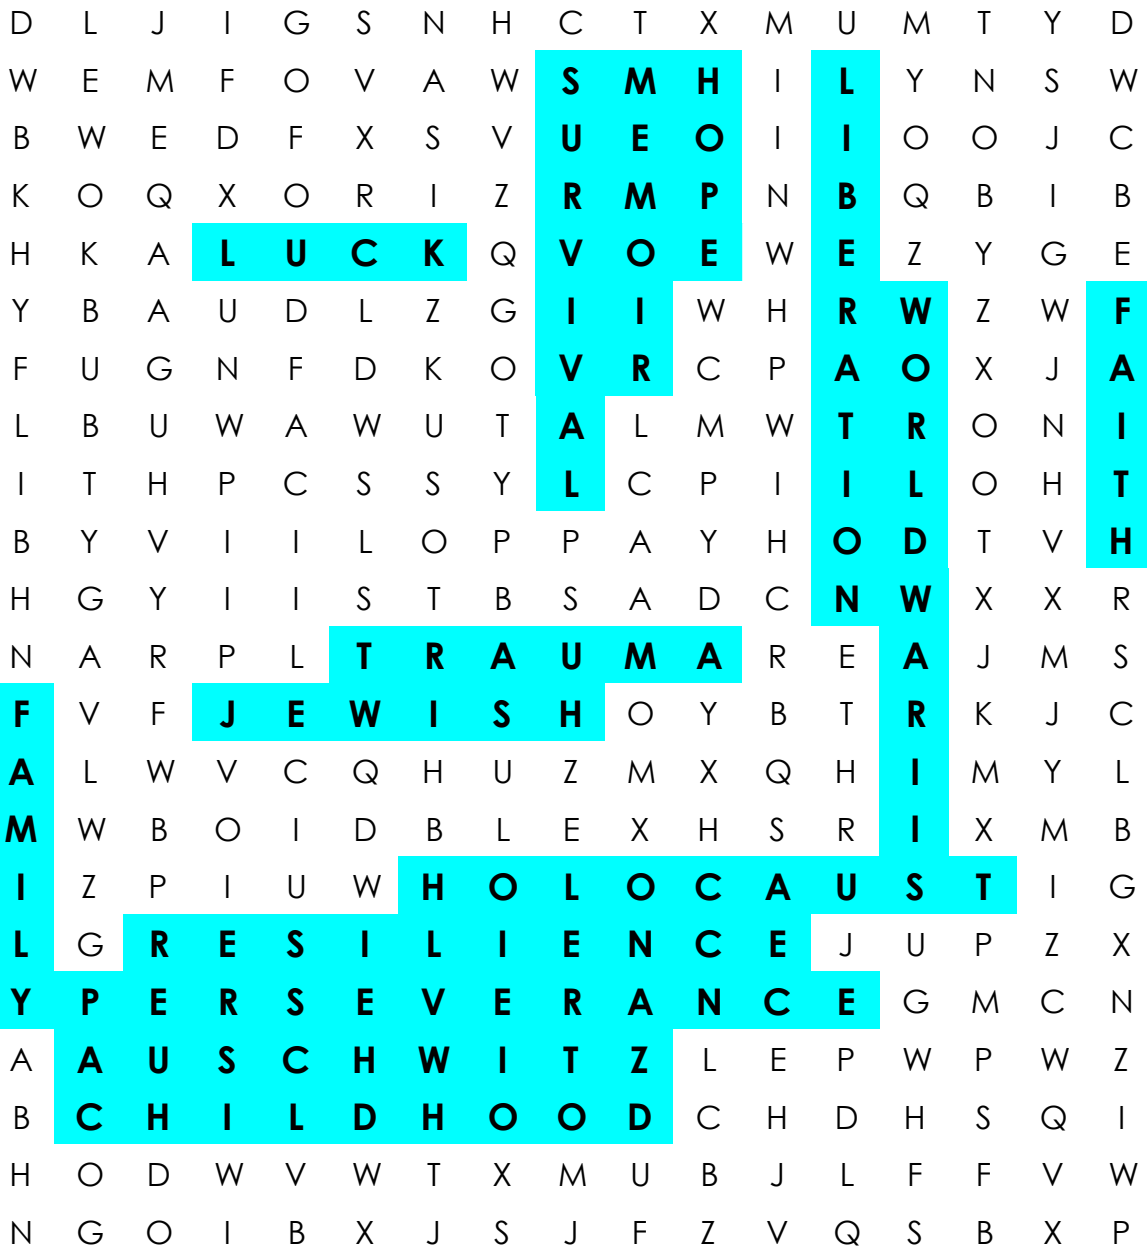 D L J I G S N H C T X M U M T Y D
W E M F O V A W S M H I L Y N S W
B W E D F X S V U E O I I O O J C
K O Q X O R I Z R M P N B Q B I B
H K A L U C K Q V O E W E Z Y G E
Y B A U D L Z G I I W H R W Z W F
F U G N F D K O V R C P A O X J A
L B U W A W U T A L M W T R O N I
I T H P C S S Y L C P I I L O H T
B Y V I I L O P P A Y H O D T V H
H G Y I I S T B S A D C N W X X R
N A R P L T R A U M A R E A J M S
F V F J E W I S H O Y B T R K J C
A L W V C Q H U Z M X Q H I M Y L
M W B O I D B L E X H S R I X M B
I Z P I U W H O L O C A U S T I G
L G R E S I L I E N C E J U P Z X
Y P E R S E V E R A N C E G M C N
A A U S C H W I T Z L E P W P W Z
B C H I L D H O O D C H D H S Q I
H O D W V W T X M U B J L F F V W
N G O I B X J S J F Z V Q S B X P